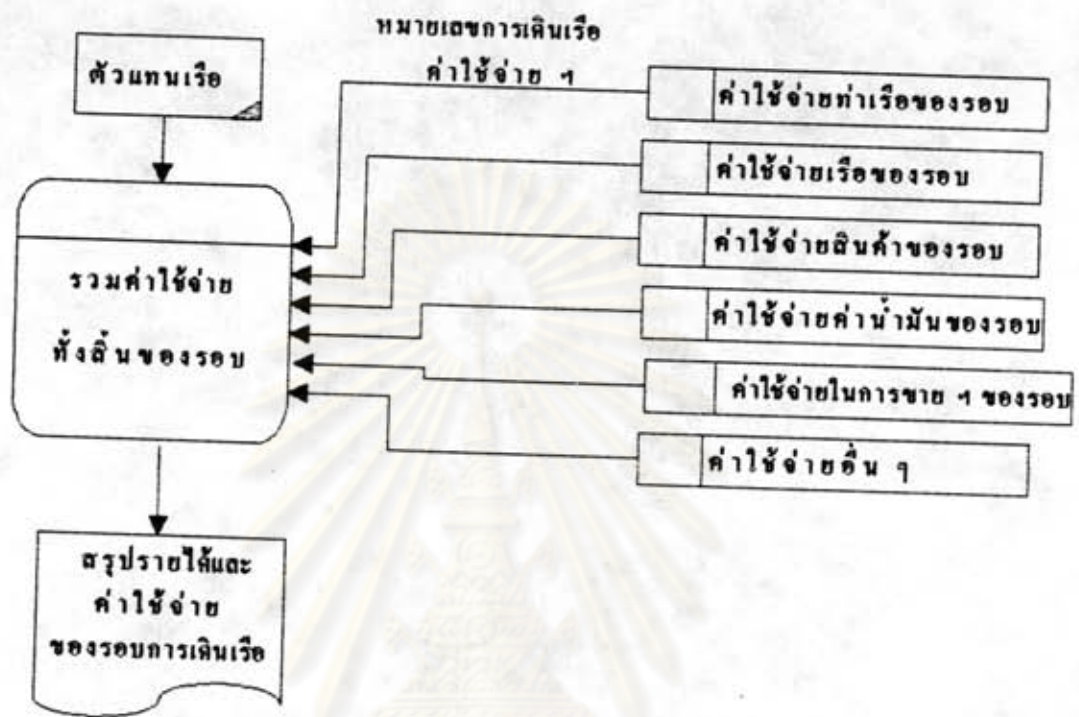 หมายเลขการเดินเรือ
ตัวแทนเรือ
ค่าใช้จ่าย ฯ
ค่าใช้จ่ายท่าเรือของรอบ
ค่าใช้จ่ายเรือของรอบ
ค่าใช้จ่ายสินค้าของรอบ
รวมค่าใช้จ่าย
ทั้งสิ้นของรอบ
ค่าใช้จ่ายค่าน้ำมันของรอบ
ค่าใช้จ่ายในการขาย ฯ ของรอบ
ค่าใช้จ่ายอื่น ๆ
สรุปรายได้และ
ค่าใช้จ่าย
ของรอบการเดินเรือ